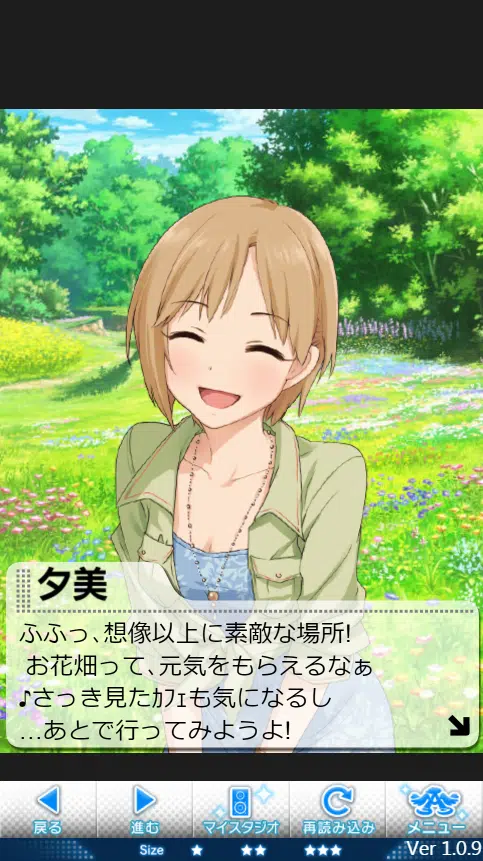 夕美
ふふっ、想像以上に素敵な場所!
お花畑って、元気をもらえるなぁ
♪さっき見たｶﾌｪも気になるし
…あとで行ってみようよ!
戻る
進む
マイスタジオ
再読み込み
メニュー
Size ★ ★★ ★★★ Ver 1.0.9